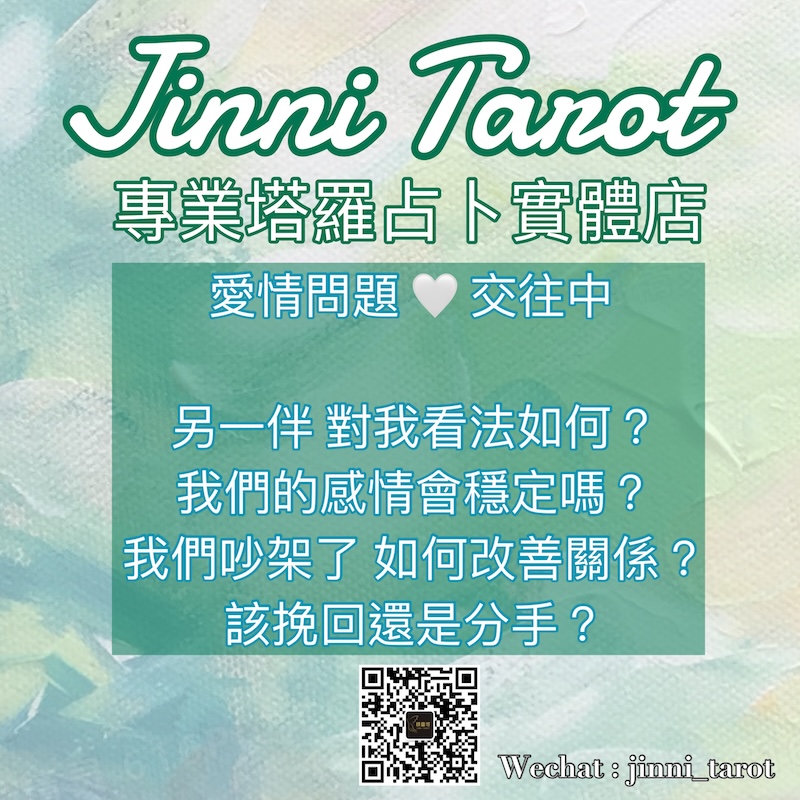 Jinni Tarot
專業塔羅占卜實體店
愛情問題 🤍 交往中
另一伴 對我看法如何？
我們的感情會穩定嗎？
我們吵架了 如何改善關係？
該挽回還是分手？
Wechat : jinni_tarot